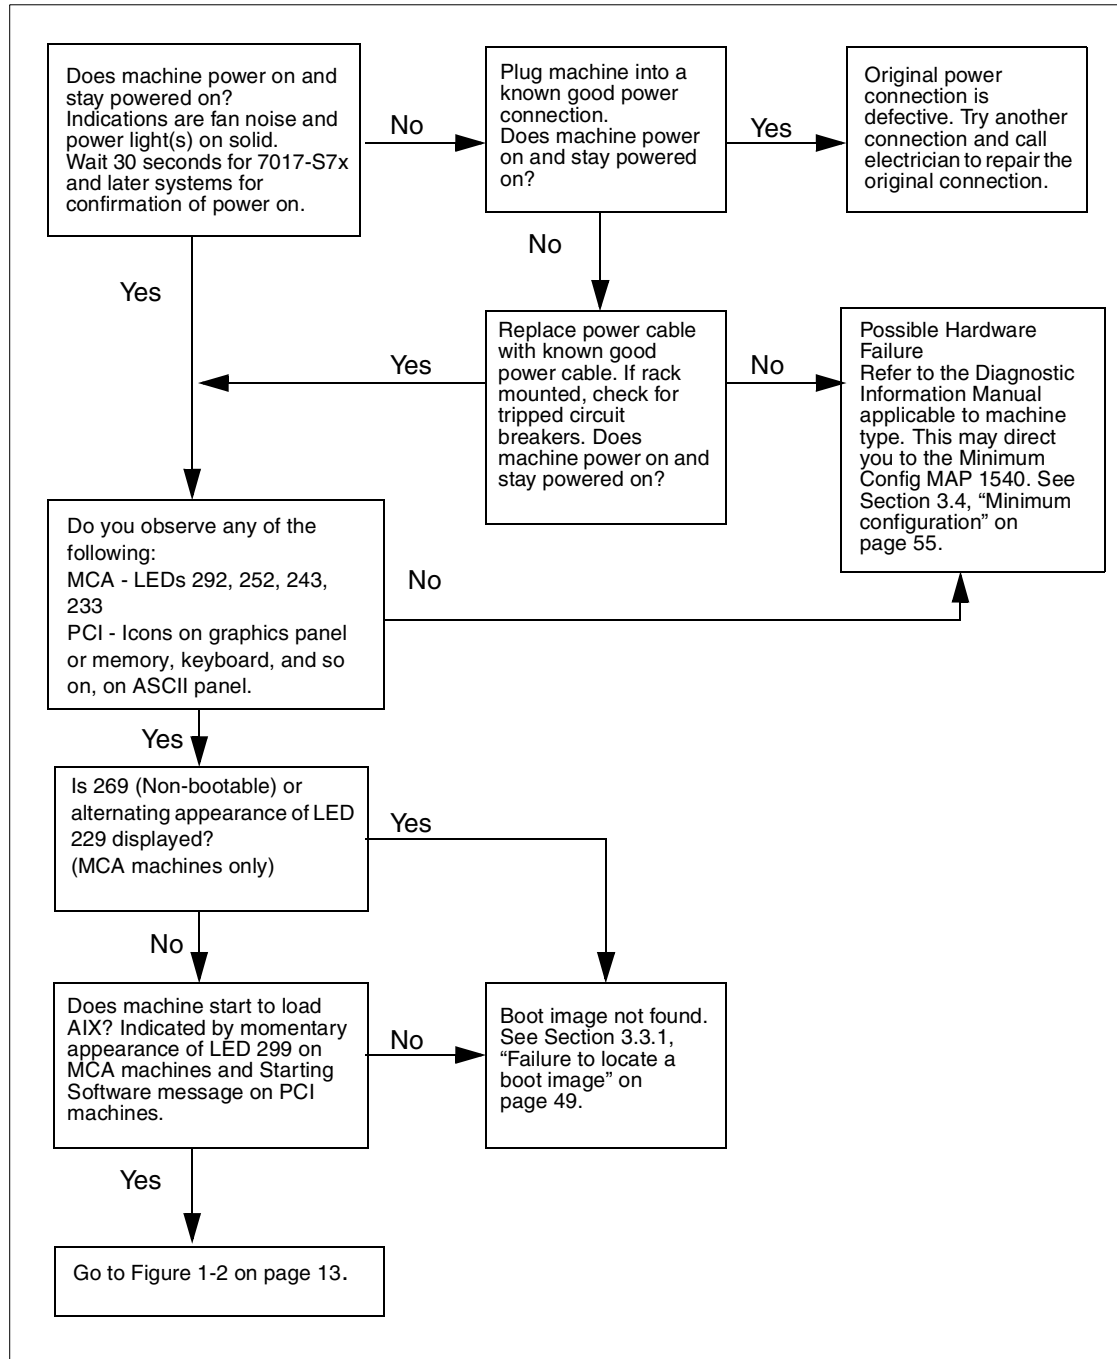 Does machine power on and
stay powered on?
Indications are fan noise and
power light(s) on solid.
Wait 30 seconds for 7017-S7x
and later systems for
confirmation of power on.
No
Plug machine into a
known good power
connection.
Does machine power
on and stay powered
on?
Yes
Original power
connection is
defective. Try another
connection and call
electrician to repair the
original connection.
Yes
No
Replace power cable
with known good
power cable. If rack
mounted, check for
tripped circuit
breakers. Does
machine power on and
stay powered on?
Yes
No
Possible Hardware
Failure
Refer to the Diagnostic
Information Manual
applicable to machine
type. This may direct
you to the Minimum
Config MAP 1540. See
Section 3.4, “Minimum
configuration” on
page 55.
Do you observe any of the
following:
MCA - LEDs 292, 252, 243,
233
PCI - Icons on graphics panel
or memory, keyboard, and so
on, on ASCII panel.
No
Yes
Is 269 (Non-bootable) or
alternating appearance of LED
229 displayed?
(MCA machines only)
Yes
No
Does machine start to load
AIX? Indicated by momentary
appearance of LED 299 on
MCA machines and Starting
Software message on PCI
machines.
No
Boot image not found.
See Section 3.3.1,
“Failure to locate a
boot image” on
page 49.
Yes
Go to Figure 1-2 on page 13.